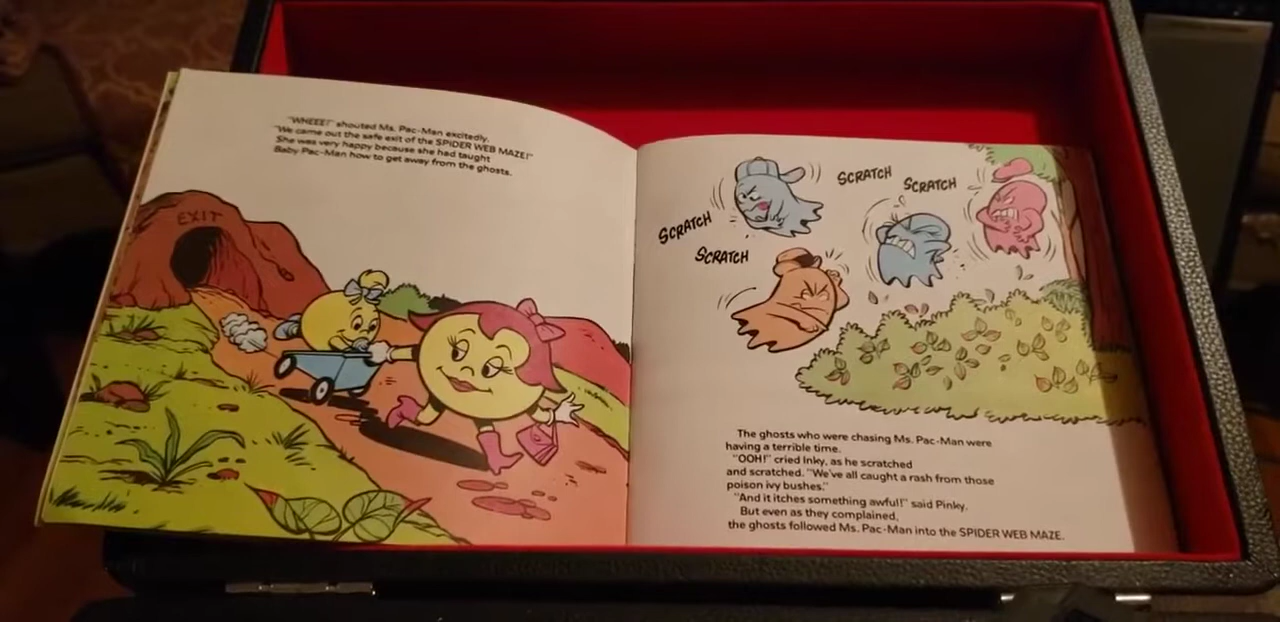 "WHEEE!" shouted Ms. Pac-Man excitedly.
"We came out the safe exit of the SPIDER WEB MAZE!"
She was very happy because she had taught
Baby Pac-Man how to get away from the ghosts.
EXIT
SCRATCH
SCRATCH
SCRATCH
SCRATCH
The ghosts who were chasing Ms. Pac-Man were
having a terrible time.
"OOH!" cried Inky, as he scratched
and scratched. "We've all caught a rash from those
poison ivy bushes."
"And it itches something awful!" said Pinky.
But even as they complained,
the ghosts followed Ms. Pac-Man into the SPIDER WEB MAZE.